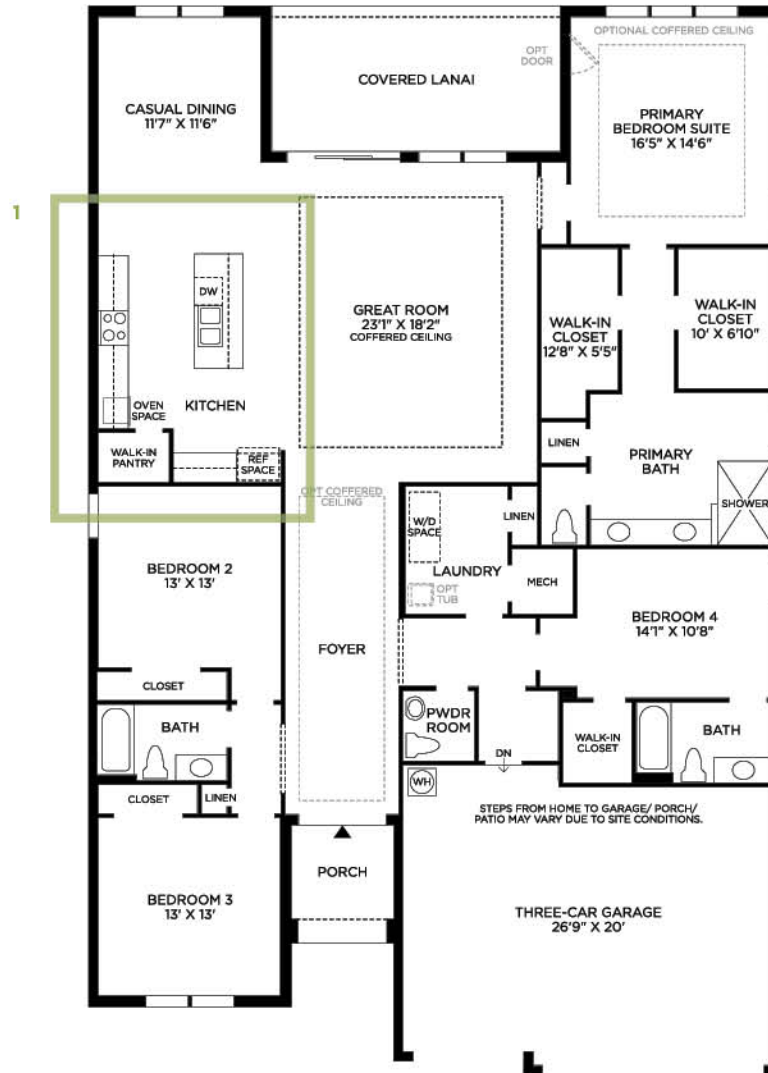 OPTIONAL COFFERED CEILING
OPT
DOOR
COVERED LANAI
CASUAL DINING
11'7" X 11'6"
PRIMARY
BEDROOM SUITE
16'5" X 14'6"
1
DW
GREAT ROOM
23'1" X 18'2"
COFFERED CEILING
WALK-IN
CLOSET
12'8" X 5'5"
WALK-IN
CLOSET
10' X 6'10"
OVEN
SPACE
KITCHEN
WALK-IN
PANTRY
REF
SPACE
LINEN
PRIMARY
BATH
SHOWER
OPT COFFERED
CEILING
W/D
SPACE
LINEN
LAUNDRY
OPT
TUB
MECH
BEDROOM 2
13' X 13'
BEDROOM 4
14'1" X 10'8"
FOYER
CLOSET
BATH
PWDR
ROOM
DN
WALK-IN
CLOSET
BATH
WH
CLOSET
LINEN
STEPS FROM HOME TO GARAGE/ PORCH/
PATIO MAY VARY DUE TO SITE CONDITIONS.
PORCH
BEDROOM 3
13' X 13'
THREE-CAR GARAGE
26'9" X 20'